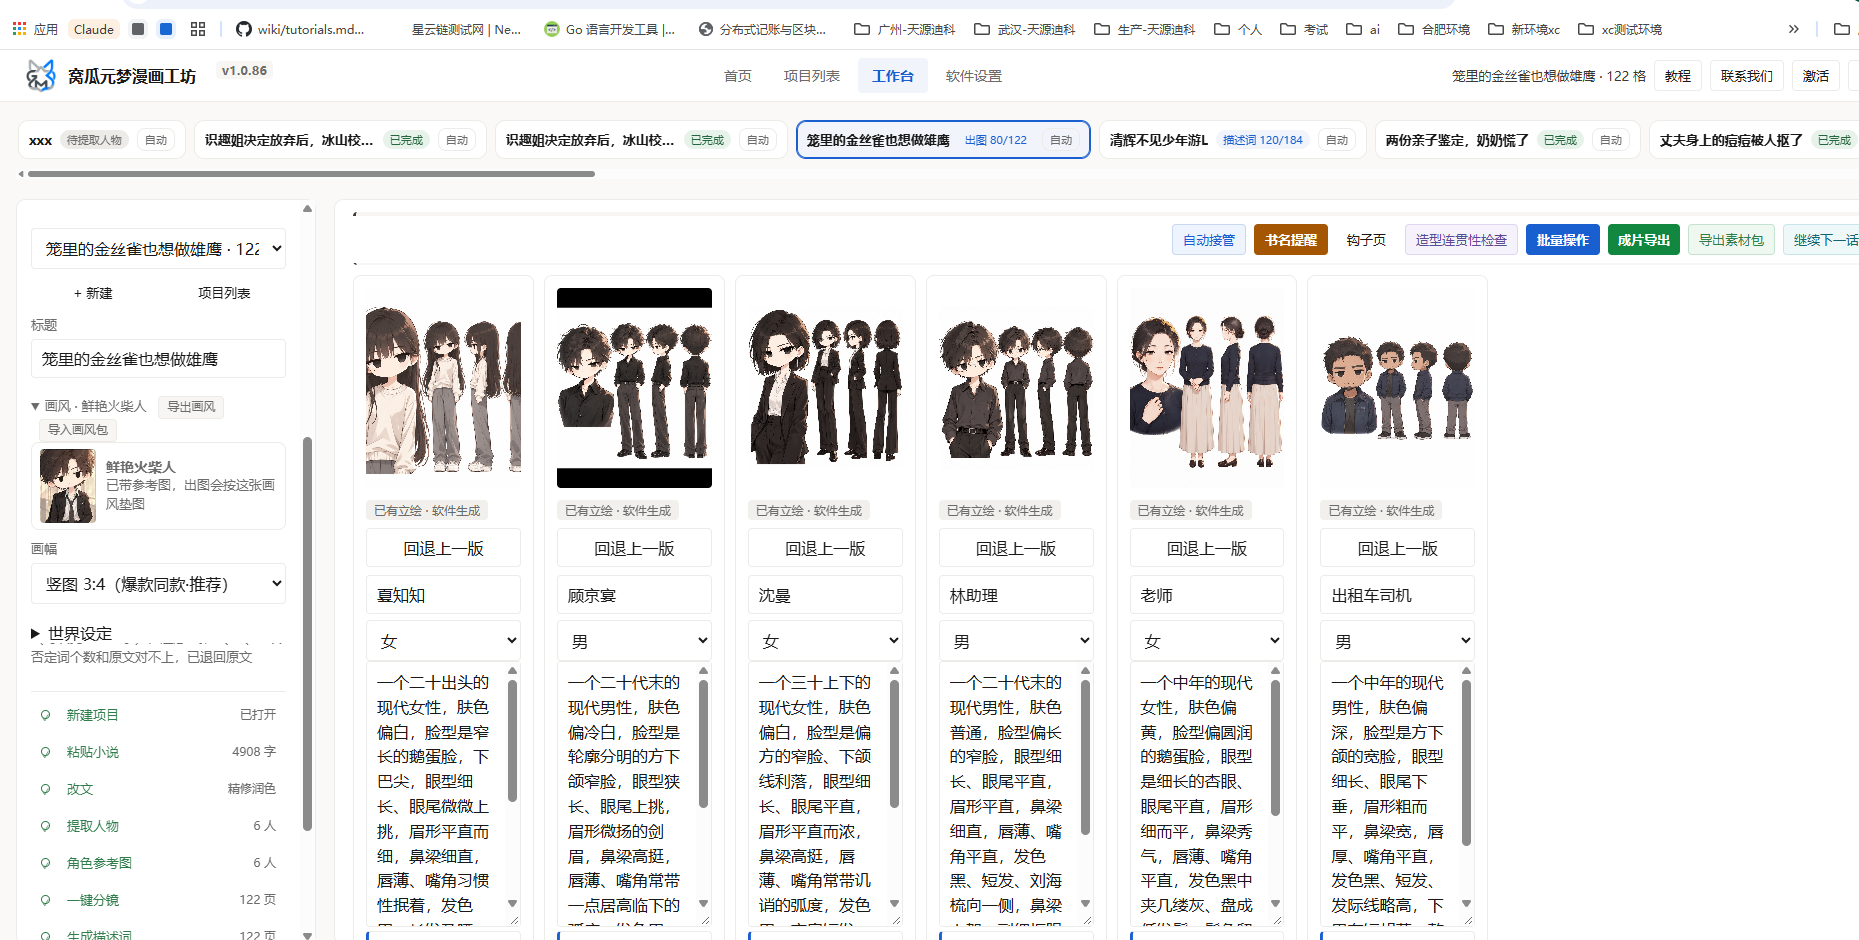 应用
Claude
wiki/tutorials.md...
星云链测试网 | Ne...
Go 语言开发工具 |...
分布式记账与区块...
广州-天源迪科
武汉-天源迪科
生产-天源迪科
个人
考试
ai
合肥环境
新环境xc
xc测试环境
窝瓜元梦漫画工坊
v1.0.86
首页
项目列表
工作台
软件设置
笼里的金丝雀也想做雄鹰 · 122 格
教程
联系我们
激活
xxx 待提取人物 自动
识趣姐决定放弃后，冰山校... 已完成 自动
识趣姐决定放弃后，冰山校... 已完成 自动
笼里的金丝雀也想做雄鹰 出图 80/122 自动
清辉不见少年游L 描述词 120/184 自动
两份亲子鉴定，奶奶慌了 已完成 自动
丈夫身上的痘痘被人抠了 已完成
笼里的金丝雀也想做雄鹰 · 122
+ 新建
项目列表
标题
笼里的金丝雀也想做雄鹰
▼ 画风 · 鲜艳火柴人
导出画风
导入画风包
鲜艳火柴人
已带参考图，出图会按这张画
风垫图
画幅
竖图 3:4（爆款同款·推荐）
▶ 世界设定
否定词个数和原文对不上，已退回原文
新建项目 已打开
粘贴小说 4908 字
改文 精修润色
提取人物 6 人
角色参考图 6 人
一键分镜 122 页
生成描述词 122 页
自动接管
书名提醒
钩子页
造型连贯性检查
批量操作
成片导出
导出素材包
继续下一话
已有立绘 · 软件生成
回退上一版
夏知知
女
一个二十出头的
现代女性，肤色
偏白，脸型是窄
长的鹅蛋脸，下
巴尖，眼型细
长、眼尾微微上
挑，眉形平直而
细，鼻梁细直，
唇薄、嘴角习惯
性抿着，发色
已有立绘 · 软件生成
回退上一版
顾京宴
男
一个二十代末的
现代男性，肤色
偏冷白，脸型是
轮廓分明的方下
颌窄脸，眼型狭
长、眼尾上挑，
眉形微扬的剑
眉，鼻梁高挺，
唇薄、嘴角常带
一点居高临下的
已有立绘 · 软件生成
回退上一版
沈曼
女
一个三十上下的
现代女性，肤色
偏白，脸型是偏
方的窄脸、下颌
线利落，眼型细
长、眼尾平直，
眉形平直而浓，
鼻梁高挺，唇
薄、嘴角常带讥
诮的弧度，发色
已有立绘 · 软件生成
回退上一版
林助理
男
一个二十代末的
现代男性，肤色
普通，脸型偏长
的窄脸，眼型细
长、眼尾平直，
眉形平直，鼻梁
细直，唇薄、嘴
角平直，发色
黑、短发、刘海
梳向一侧，鼻梁
已有立绘 · 软件生成
回退上一版
老师
女
一个中年的现代
女性，肤色偏
黄，脸型偏圆润
的鹅蛋脸，眼型
是细长的杏眼、
眼尾平直，眉形
细而平，鼻梁秀
气，唇薄、嘴角
平直，发色黑中
夹几缕灰、盘成
已有立绘 · 软件生成
回退上一版
出租车司机
男
一个中年的现代
男性，肤色偏
深，脸型是方下
颌的宽脸，眼型
细长、眼尾下
垂，眉形粗而
平，鼻梁宽，唇
厚、嘴角平直，
发色黑、短发、
发际线略高，下